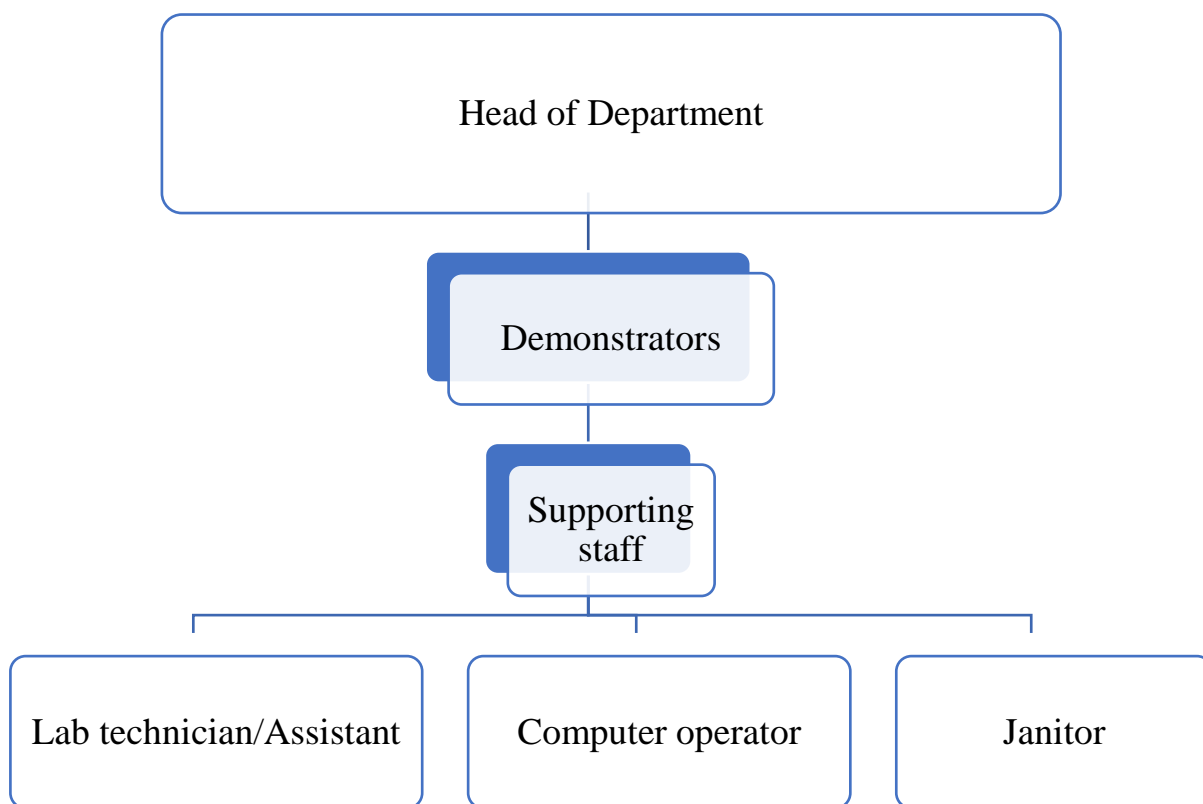 Head of Department
Demonstrators
Supporting
staff
Lab technician/Assistant
Computer operator
Janitor